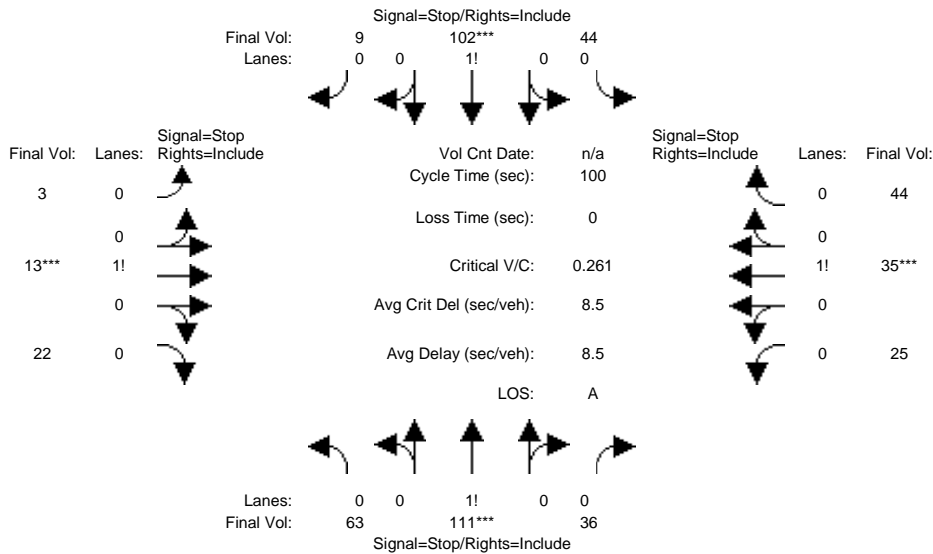 Signal=Stop/Rights=Include
Final Vol: 9 102*** 44
Lanes: 0 0 1! 0 0
Signal=Stop Signal=Stop
Final Vol: Lanes: Rights=Include Vol Cnt Date: n/a Rights=Include Lanes: Final Vol:
Cycle Time (sec): 100
3 0 0 44
Loss Time (sec): 0
0 0
13*** 1! Critical V/C: 0.261 1! 35***
0 Avg Crit Del (sec/veh): 8.5 0
22 0 Avg Delay (sec/veh): 8.5 0 25
LOS: A
Lanes: 0 0 1! 0 0
Final Vol: 63 111*** 36
Signal=Stop/Rights=Include